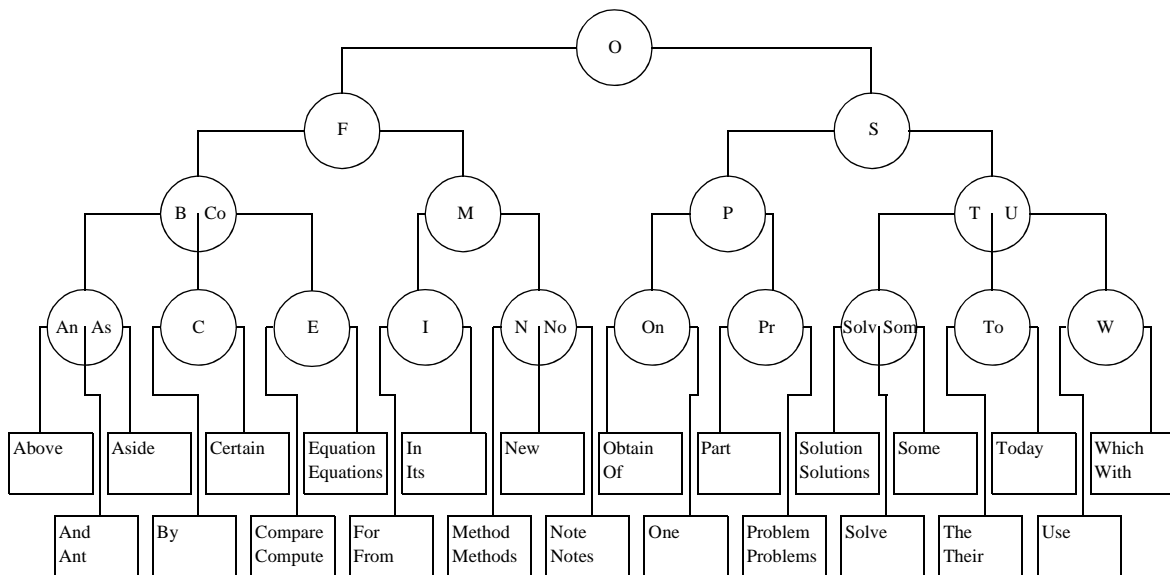 O
F
S
B Co
M
P
T U
An As
C
E
I
N No
On
Pr
Solv Som
To
W
Above
Aside
Certain
Equation
Equations
In
Its
New
Obtain
Of
Part
Solution
Solutions
Some
Today
Which
With
And
Ant
By
Compare
Compute
For
From
Method
Methods
Note
Notes
One
Problem
Problems
Solve
The
Their
Use